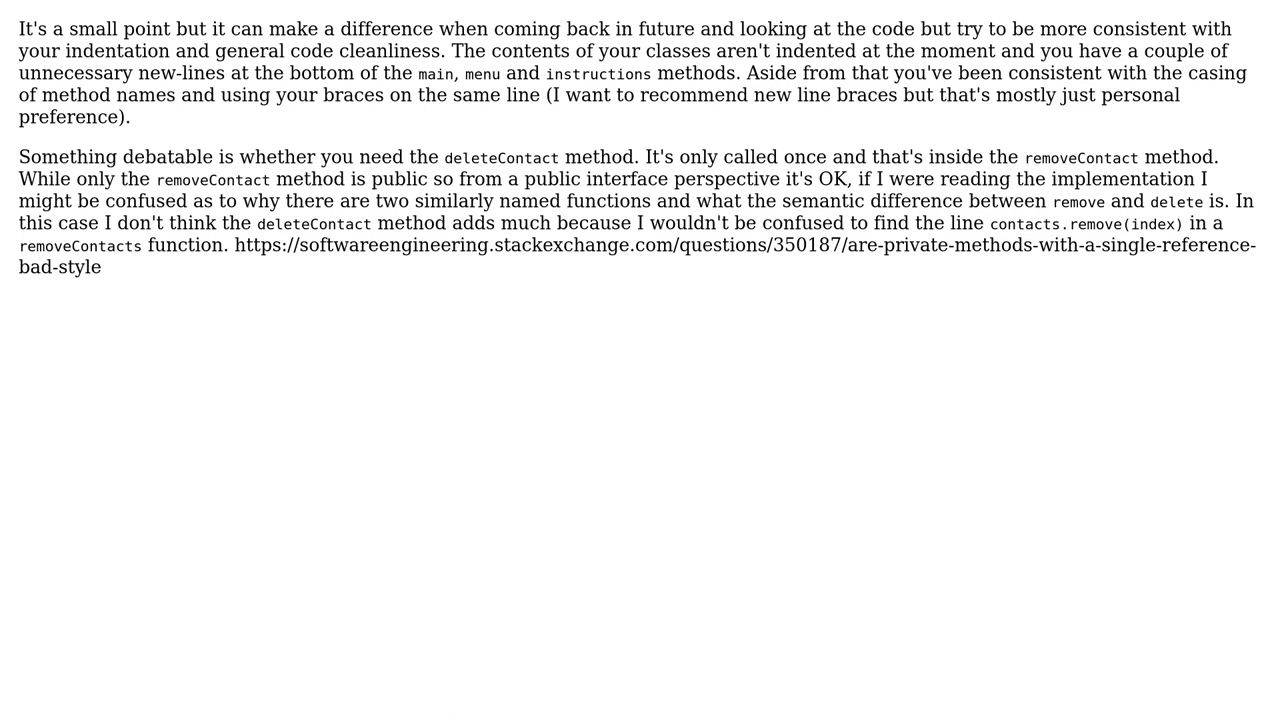 It's a small point but it can make a difference when coming back in future and looking at the code but try to be more consistent with
your indentation and general code cleanliness. The contents of your classes aren't indented at the moment and you have a couple of
unnecessary new-lines at the bottom of the main, menu and instructions methods. Aside from that you've been consistent with the casing
of method names and using your braces on the same line (I want to recommend new line braces but that's mostly just personal
preference).
Something debatable is whether you need the deleteContact method. It's only called once and that's inside the removeContact method.
While only the removeContact method is public so from a public interface perspective it's OK, if I were reading the implementation I
might be confused as to why there are two similarly named functions and what the semantic difference between remove and delete is. In
this case I don't think the deleteContact method adds much because I wouldn't be confused to find the line contacts.remove(index) in a
removeContacts function. https://softwareengineering.stackexchange.com/questions/350187/are-private-methods-with-a-single-reference-
bad-style